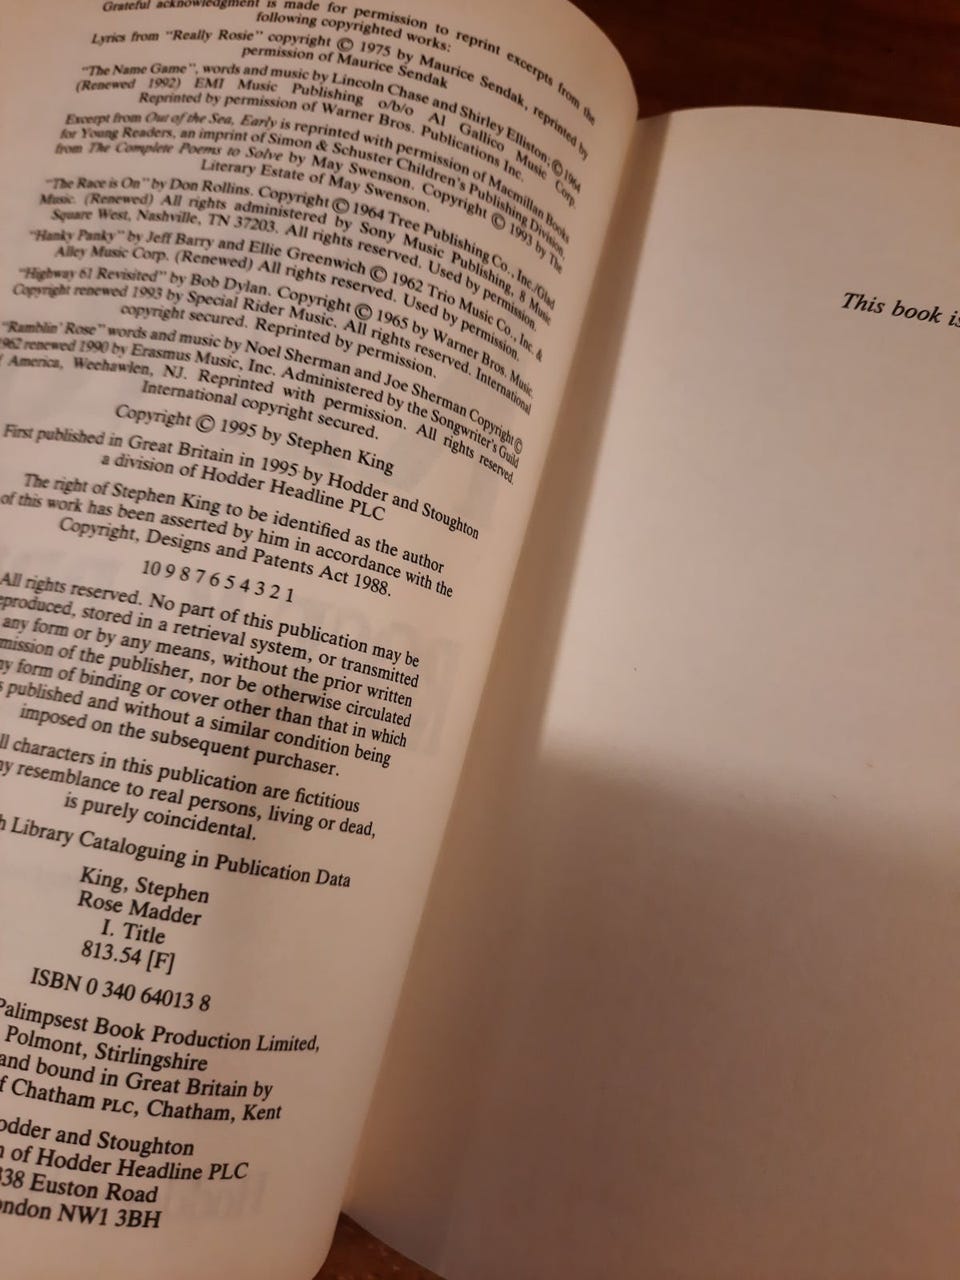 Grateful acknowledgment is made for permission to reprint excerpts from the
following copyrighted works:
Lyrics from "Really Rosie" copyright © 1975 by Maurice Sendak, reprinted by
permission of Maurice Sendak
"The Name Game", words and music by Lincoln Chase and Shirley Elliston: © 1964
(Renewed 1992) EMI Music Publishing o/b/o Al Gallico Music Corp.
Reprinted by permission of Warner Bros. Publications Inc.
Excerpt from Out of the Sea, Early is reprinted with permission of Macmillan Books
for Young Readers, an imprint of Simon & Schuster Children's Publishing Division,
from The Complete Poems to Solve by May Swenson. Copyright © 1993 by The
Literary Estate of May Swenson.
"The Race is On" by Don Rollins. Copyright © 1964 Tree Publishing Co., Inc./Glad
Music. (Renewed) All rights administered by Sony Music Publishing, 8 Music
Square West, Nashville, TN 37203. All rights reserved. Used by permission.
"Hanky Panky" by Jeff Barry and Ellie Greenwich © 1962 Trio Music Co., Inc. &
Alley Music Corp. (Renewed) All rights reserved. Used by permission.
"Highway 61 Revisited" by Bob Dylan. Copyright © 1965 by Warner Bros. Music.
Copyright renewed 1993 by Special Rider Music. All rights reserved. International
copyright secured. Reprinted by permission.
"Ramblin' Rose" words and music by Noel Sherman and Joe Sherman Copyright ©
1962 renewed 1990 by Erasmus Music, Inc. Administered by the Songwriter's Guild
America, Weehawlen, NJ. Reprinted with permission. All rights reserved.
International copyright secured.
Copyright © 1995 by Stephen King
First published in Great Britain in 1995 by Hodder and Stoughton
a division of Hodder Headline PLC
The right of Stephen King to be identified as the author
of this work has been asserted by him in accordance with the
Copyright, Designs and Patents Act 1988.
10 9 8 7 6 5 4 3 2 1
All rights reserved. No part of this publication may be
eproduced, stored in a retrieval system, or transmitted
any form or by any means, without the prior written
mission of the publisher, nor be otherwise circulated
ny form of binding or cover other than that in which
s published and without a similar condition being
imposed on the subsequent purchaser.
ll characters in this publication are fictitious
ny resemblance to real persons, living or dead,
is purely coincidental.
h Library Cataloguing in Publication Data
King, Stephen
Rose Madder
I. Title
813.54 [F]
ISBN 0 340 64013 8
Palimpsest Book Production Limited,
Polmont, Stirlingshire
and bound in Great Britain by
f Chatham PLC, Chatham, Kent
odder and Stoughton
n of Hodder Headline PLC
338 Euston Road
ondon NW1 3BH
This book is